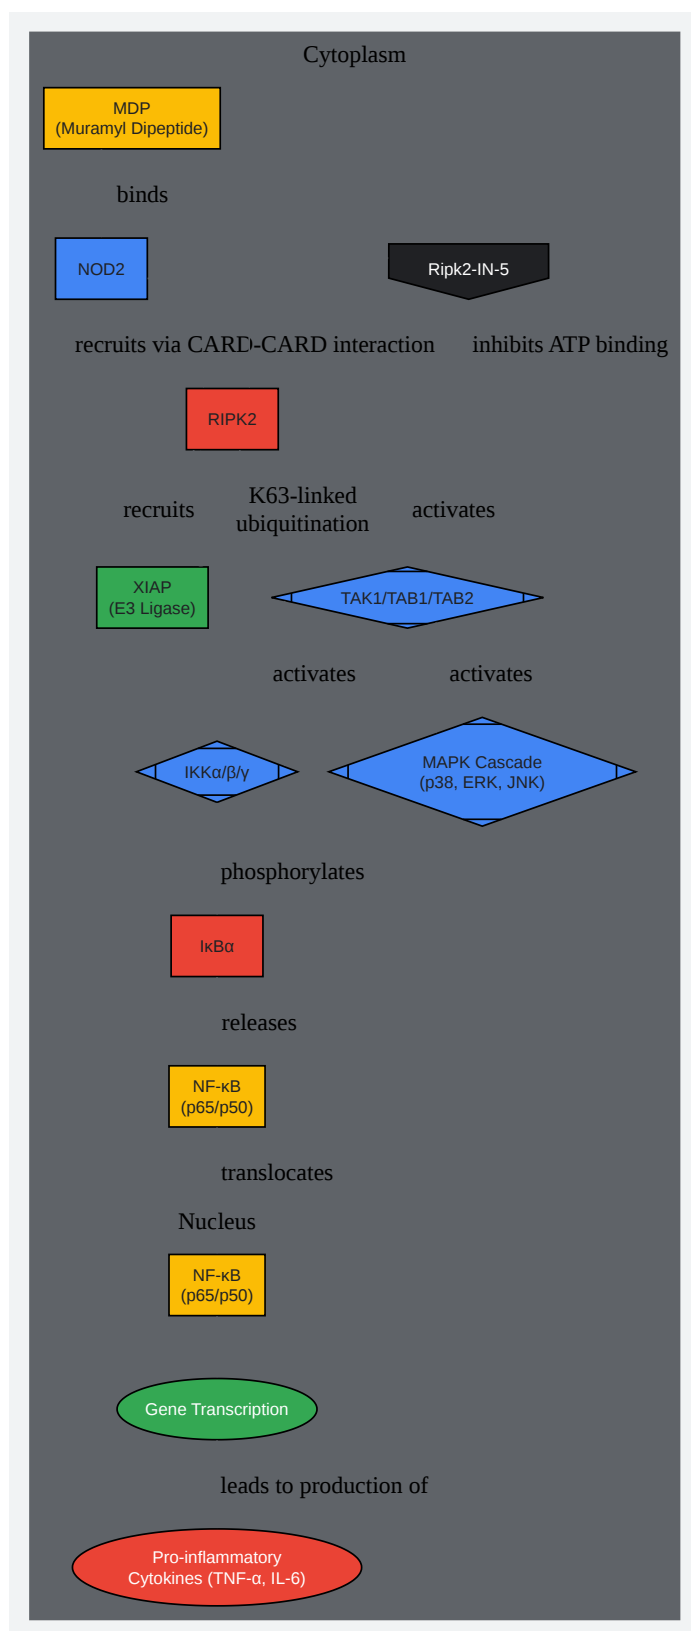 Cytoplasm
MDP
(Muramyl Dipeptide)
binds
NOD2
Ripk2-IN-5
recruits via CARD-CARD interaction
inhibits ATP binding
RIPK2
recruits
K63-linked
ubiquitination
activates
XIAP
(E3 Ligase)
TAK1/TAB1/TAB2
activates
activates
IKKα/β/γ
MAPK Cascade
(p38, ERK, JNK)
phosphorylates
IκBα
releases
NF-κB
(p65/p50)
translocates
Nucleus
NF-κB
(p65/p50)
Gene Transcription
leads to production of
Pro-inflammatory
Cytokines (TNF-α, IL-6)